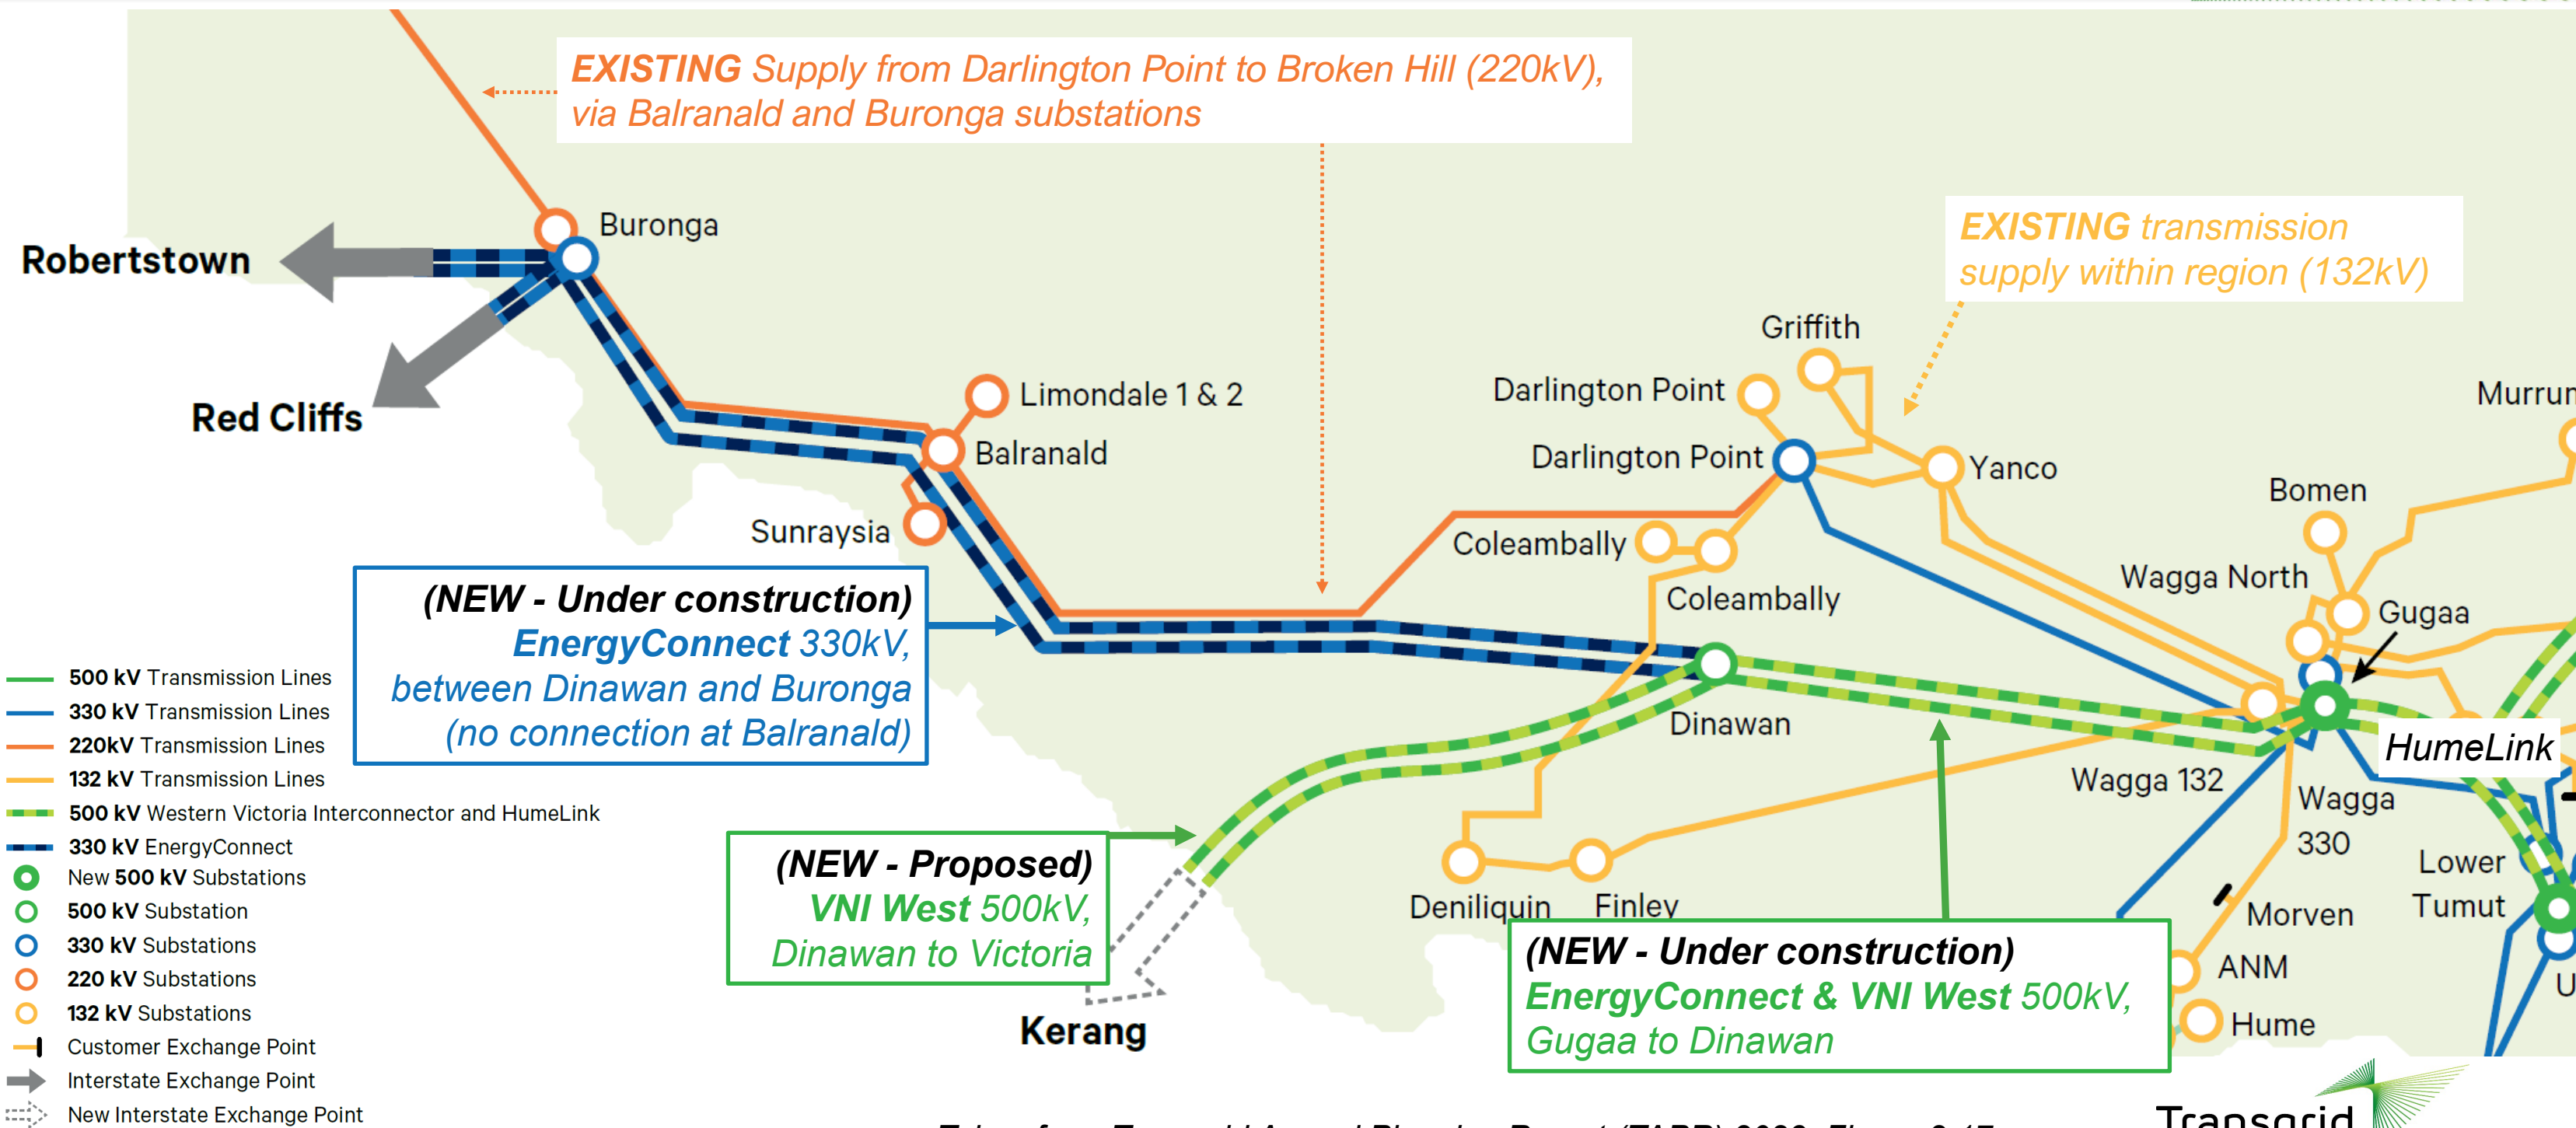 EXISTING Supply from Darlington Point to Broken Hill (220kV),
via Balranald and Buronga substations
EXISTING transmission
supply within region (132kV)
Buronga
Robertstown
Red Cliffs
Limondale 1 & 2
Balranald
Sunraysia
Griffith
Darlington Point
Darlington Point
Yanco
Coleambally
Coleambally
Bomen
Wagga North
Gugaa
Dinawan
HumeLink
Wagga 132
Wagga
330
Lower
Tumut
Morven
ANM
Hume
Deniliquin
Finley
Kerang
(NEW - Under construction)
EnergyConnect 330kV,
between Dinawan and Buronga
(no connection at Balranald)
(NEW - Proposed)
VNI West 500kV,
Dinawan to Victoria
(NEW - Under construction)
EnergyConnect & VNI West 500kV,
Gugaa to Dinawan
500 kV Transmission Lines
330 kV Transmission Lines
220kV Transmission Lines
132 kV Transmission Lines
500 kV Western Victoria Interconnector and HumeLink
330 kV EnergyConnect
New 500 kV Substations
500 kV Substation
330 kV Substations
220 kV Substations
132 kV Substations
Customer Exchange Point
Interstate Exchange Point
New Interstate Exchange Point
Transgrid